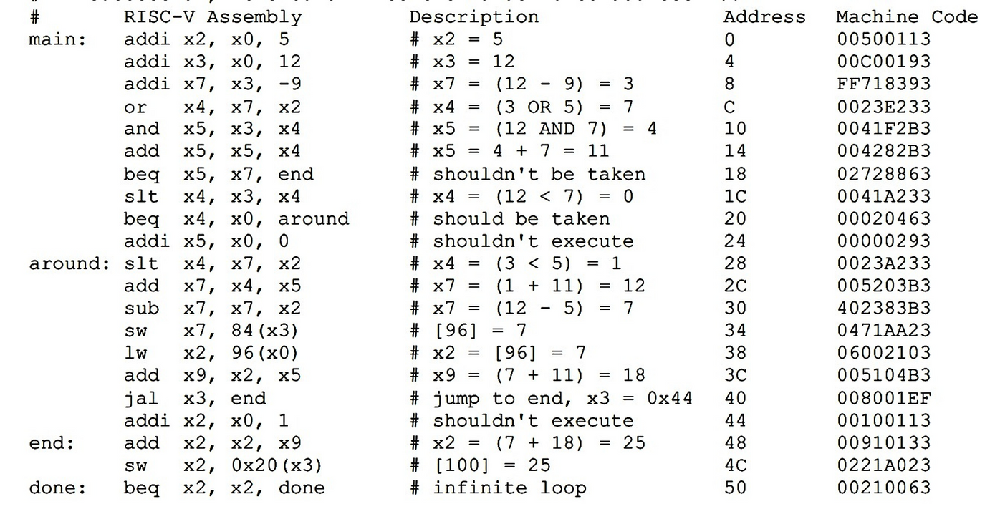 # RISC-V Assembly Description Address Machine Code
main: addi x2, x0, 5 # x2 = 5 0 00500113
addi x3, x0, 12 # x3 = 12 4 00C00193
addi x7, x3, -9 # x7 = (12 - 9) = 3 8 FF718393
or x4, x7, x2 # x4 = (3 OR 5) = 7 C 0023E233
and x5, x3, x4 # x5 = (12 AND 7) = 4 10 0041F2B3
add x5, x5, x4 # x5 = 4 + 7 = 11 14 004282B3
beq x5, x7, end # shouldn't be taken 18 02728863
slt x4, x3, x4 # x4 = (12 < 7) = 0 1C 0041A233
beq x4, x0, around # should be taken 20 00020463
addi x5, x0, 0 # shouldn't execute 24 00000293
around: slt x4, x7, x2 # x4 = (3 < 5) = 1 28 0023A233
add x7, x4, x5 # x7 = (1 + 11) = 12 2C 005203B3
sub x7, x7, x2 # x7 = (12 - 5) = 7 30 402383B3
sw x7, 84(x3) # [96] = 7 34 0471AA23
lw x2, 96(x0) # x2 = [96] = 7 38 06002103
add x9, x2, x5 # x9 = (7 + 11) = 18 3C 005104B3
jal x3, end # jump to end, x3 = 0x44 40 008001EF
addi x2, x0, 1 # shouldn't execute 44 00100113
end: add x2, x2, x9 # x2 = (7 + 18) = 25 48 00910133
sw x2, 0x20(x3) # [100] = 25 4C 0221A023
done: beq x2, x2, done # infinite loop 50 00210063